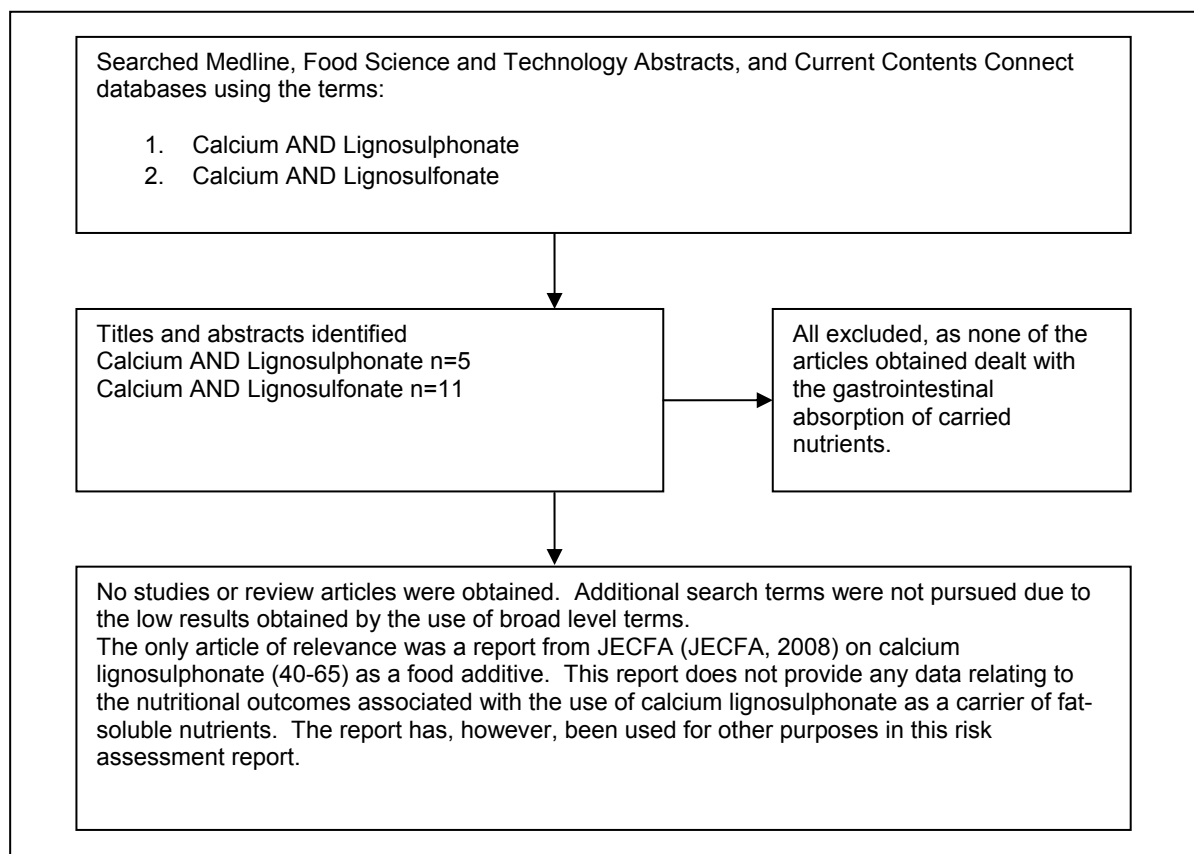 Searched Medline, Food Science and Technology Abstracts, and Current Contents Connect
databases using the terms:
1. Calcium AND Lignosulphonate
2. Calcium AND Lignosulfonate
Titles and abstracts identified
Calcium AND Lignosulphonate n=5
Calcium AND Lignosulfonate n=11
All excluded, as none of the
articles obtained dealt with
the gastrointestinal
absorption of carried
nutrients.
No studies or review articles were obtained.  Additional search terms were not pursued due to
the low results obtained by the use of broad level terms.
The only article of relevance was a report from JECFA (JECFA, 2008) on calcium
lignosulphonate (40-65) as a food additive.  This report does not provide any data relating to
the nutritional outcomes associated with the use of calcium lignosulphonate as a carrier of fat-
soluble nutrients.  The report has, however, been used for other purposes in this risk
assessment report.